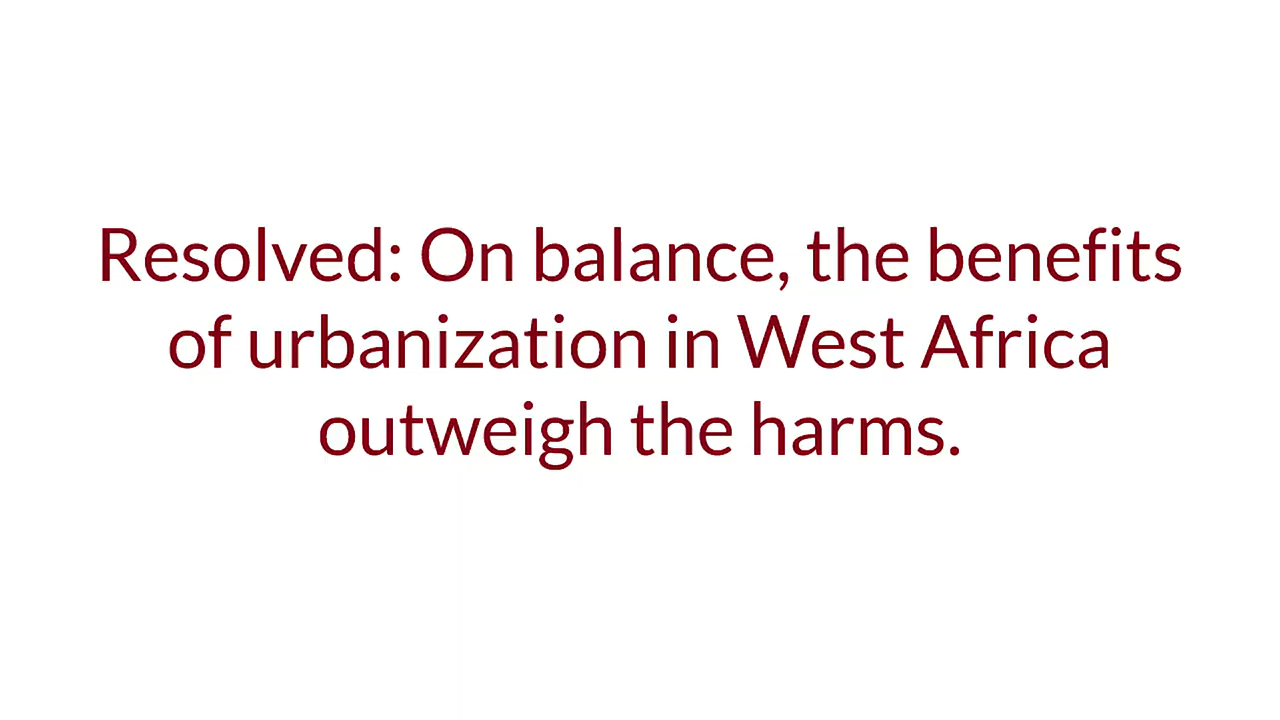 Resolved: On balance, the benefits
of urbanization in West Africa
outweigh the harms.